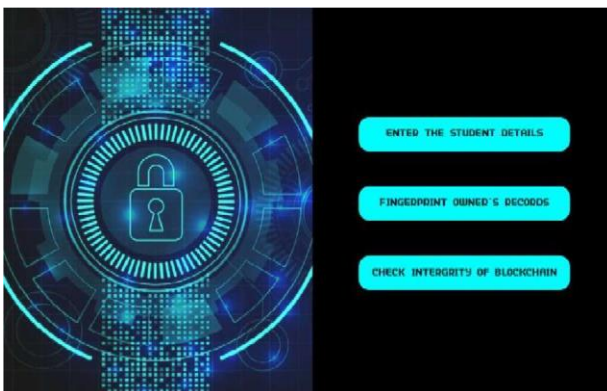 ENTER THE STUDENT DETAILS
FINGERPRINT OWNER'S RECORDS
CHECK INTERGRITY OF BLOCKCHAIN